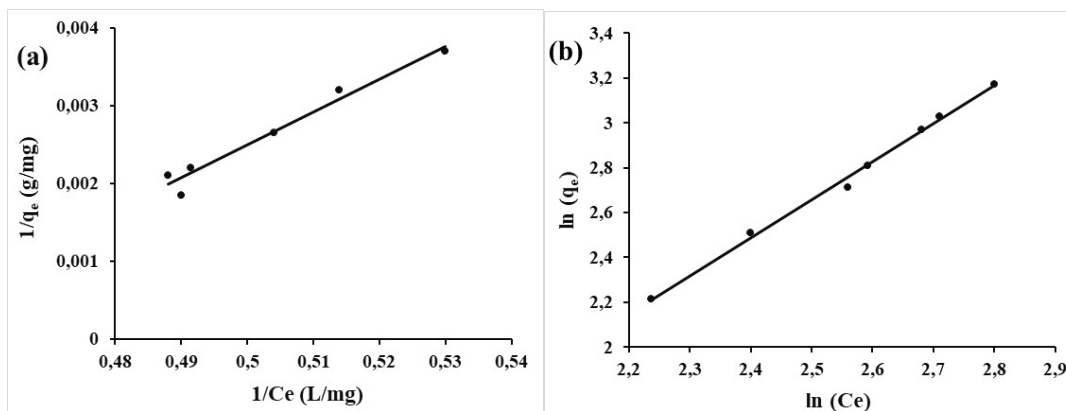 (a)
1/qe (g/mg)
0,004
0,003
0,002
0,001
0
0,48 0,49 0,5 0,51 0,52 0,53 0,54
1/Ce (L/mg)
(b)
ln (qe)
3,4
3,2
3
2,8
2,6
2,4
2,2
2
2,2 2,3 2,4 2,5 2,6 2,7 2,8 2,9
ln (Ce)